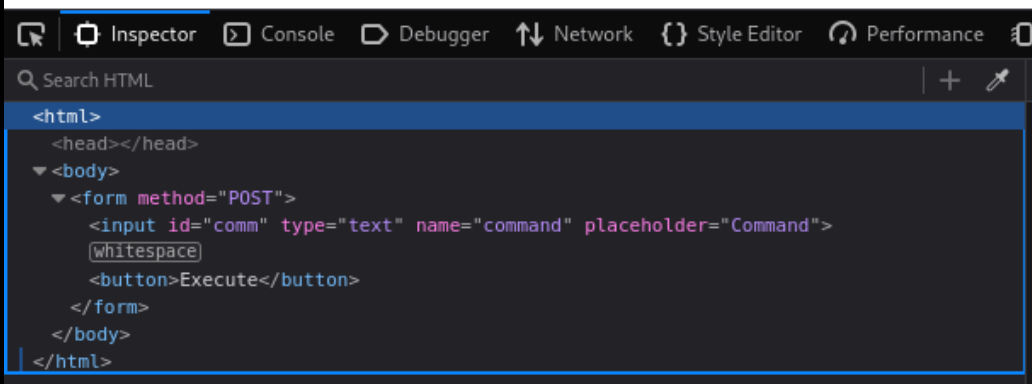 Inspector Console Debugger Network {} Style Editor Performance
Search HTML +
<html>
<head></head>
<body>
<form method="POST">
<input id="comm" type="text" name="command" placeholder="Command">
whitespace
<button>Execute</button>
</form>
</body>
</html>